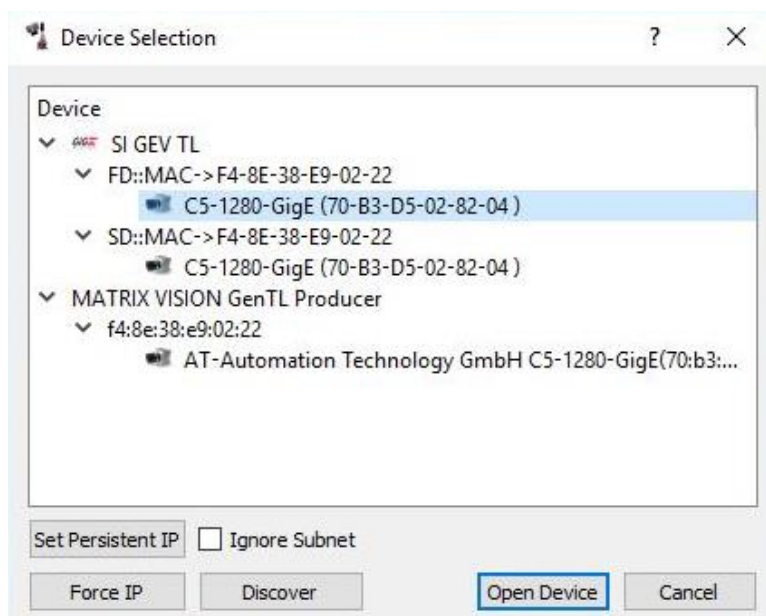 Device Selection ? X
Device
SI GEV TL
FD::MAC->F4-8E-38-E9-02-22
C5-1280-GigE (70-B3-D5-02-82-04 )
SD::MAC->F4-8E-38-E9-02-22
C5-1280-GigE (70-B3-D5-02-82-04 )
MATRIX VISION GenTL Producer
f4:8e:38:e9:02:22
AT-Automation Technology GmbH C5-1280-GigE(70:b3:...
Set Persistent IP Ignore Subnet
Force IP Discover Open Device Cancel